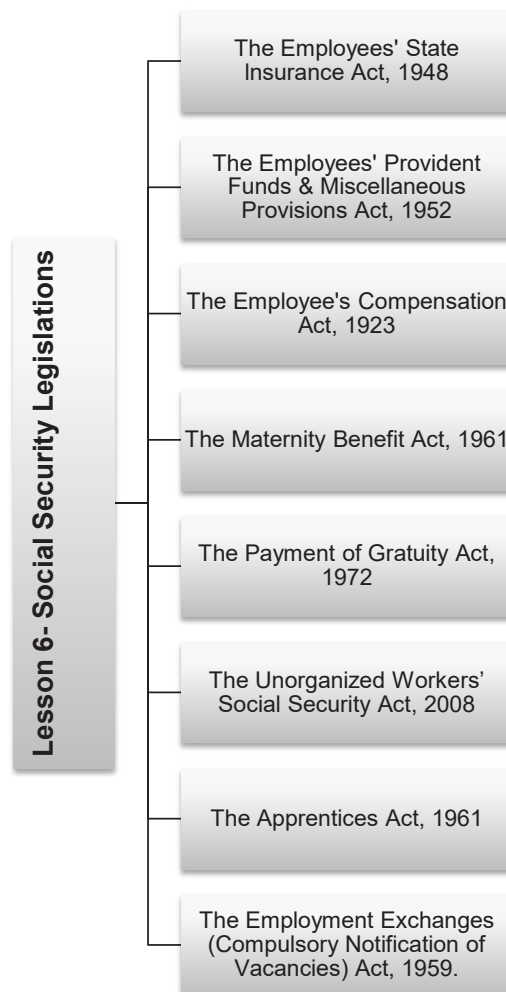 Lesson 6- Social Security Legislations
The Employees' State
Insurance Act, 1948
The Employees' Provident
Funds & Miscellaneous
Provisions Act, 1952
The Employee's Compensation
Act, 1923
The Maternity Benefit Act, 1961
The Payment of Gratuity Act,
1972
The Unorganized Workers’
Social Security Act, 2008
The Apprentices Act, 1961
The Employment Exchanges
(Compulsory Notification of
Vacancies) Act, 1959.